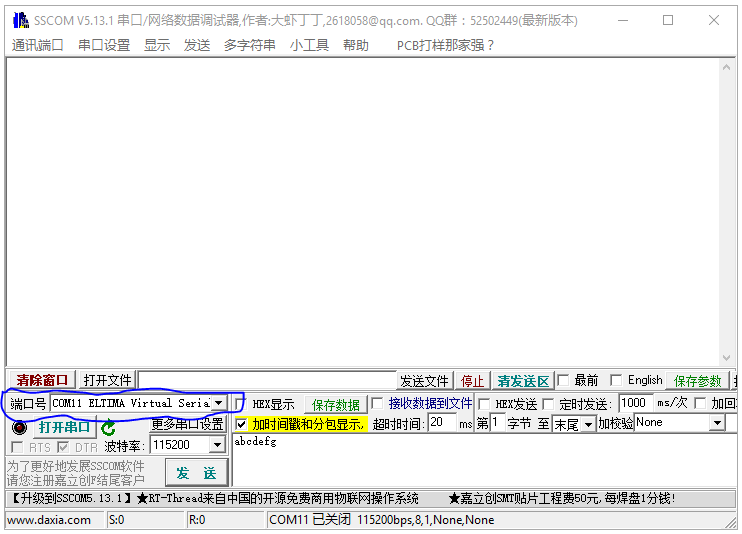 SSCOM V5.13.1 串口/网络数据调试器,作者:大虾丁丁,2618058@qq.com. QQ群：52502449(最新版本)
通讯端口 串口设置 显示 发送 多字符串 小工具 帮助 PCB打样那家强？
清除窗口 打开文件 发送文件 停止 清发送区 最前 English 保存参数
端口号 COM11 ELTIMA Virtual Seria HEX显示 保存数据 接收数据到文件 HEX发送 定时发送: 1000 ms/次 加回
打开串口 更多串口设置 加时间戳和分包显示, 超时时间: 20 ms 第 1 字节 至 末尾 加校验 None
RTS DTR 波特率: 115200 abcdefg
为了更好地发展SSCOM软件
请您注册嘉立创F结尾客户
发 送
【升级到SSCOM5.13.1】★RT-Thread来自中国的开源免费商用物联网操作系统 ★嘉立创SMT贴片工程费50元,每焊盘1分钱!
www.daxia.com S:0 R:0 COM11 已关闭 115200bps,8,1,None,None